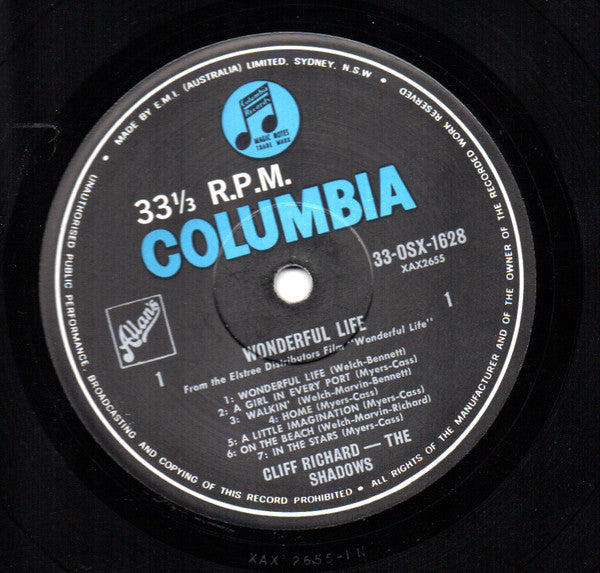 MADE BY E.M.I. (AUSTRALIA) LIMITED, SYDNEY, N.S.W •
ALL RIGHTS OF THE MANUFACTURER AND OF THE OWNER OF THE RECORDED WORK RESERVED
UNAUTHORISED PUBLIC PERFORMANCE, BROADCASTING AND COPYING OF THIS RECORD PROHIBITED •
Columbia
Records
MAGIC NOTES
TRADE MARK
33⅓ R.P.M.
COLUMBIA
33-OSX-1628
XAX2655
Allan's
1
1
WONDERFUL LIFE
From the Elstree Distributors Film "Wonderful Life"
1: WONDERFUL LIFE (Welch-Bennett)
2: A GIRL IN EVERY PORT (Myers-Cass)
3: WALKIN' (Welch-Marvin-Bennett)
4: HOME (Myers-Cass)
5: A LITTLE IMAGINATION (Myers-Cass)
6: ON THE BEACH (Welch-Marvin-Richard)
7: IN THE STARS (Myers-Cass)
CLIFF RICHARD — THE
SHADOWS
XAX 2655-1N